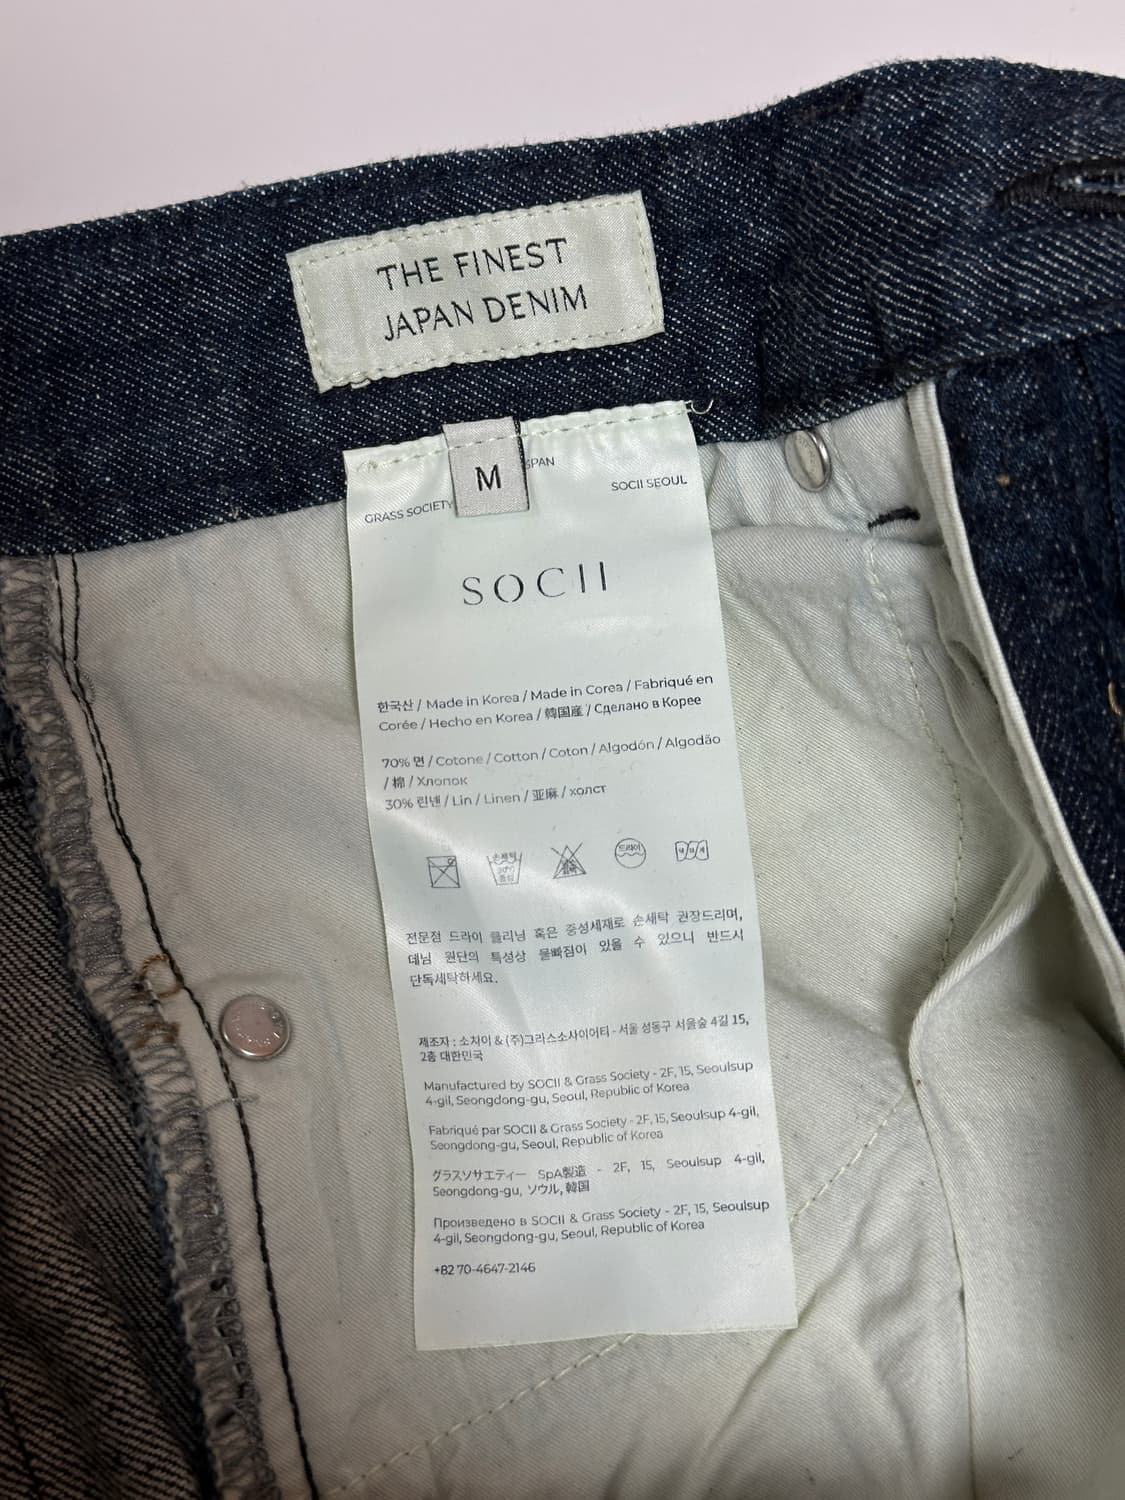 THE FINEST
JAPAN DENIM
M
SPAN
GRASS SOCIETY
SOCII SEOUL
SOCII
한국산 / Made in Korea / Made in Corea / Fabriqué en
Corée / Hecho en Korea / 韓国産 / Сделано в Корее
70% 면 / Cotone / Cotton / Coton / Algodón / Algodão
/ 棉 / Хлопок
30% 린넨 / Lin / Linen / 亚麻 / холст
손세탁
30℃
중성
드라이
전문점 드라이 클리닝 혹은 중성세제로 손세탁 권장드리며,
데님 원단의 특성상 물빠짐이 있을 수 있으니 반드시
단독세탁하세요.
제조자 : 소치이 & (주)그라스소사이어티 - 서울 성동구 서울숲 4길 15,
2층 대한민국
Manufactured by SOCII & Grass Society - 2F, 15, Seoulsup
4-gil, Seongdong-gu, Seoul, Republic of Korea
Fabriqué par SOCII & Grass Society - 2F, 15, Seoulsup 4-gil,
Seongdong-gu, Seoul, Republic of Korea
グラスソサエティー SpA製造 - 2F, 15, Seoulsup 4-gil,
Seongdong-gu, ソウル, 韓国
Произведено в SOCII & Grass Society - 2F, 15, Seoulsup
4-gil, Seongdong-gu, Seoul, Republic of Korea
+82 70-4647-2146